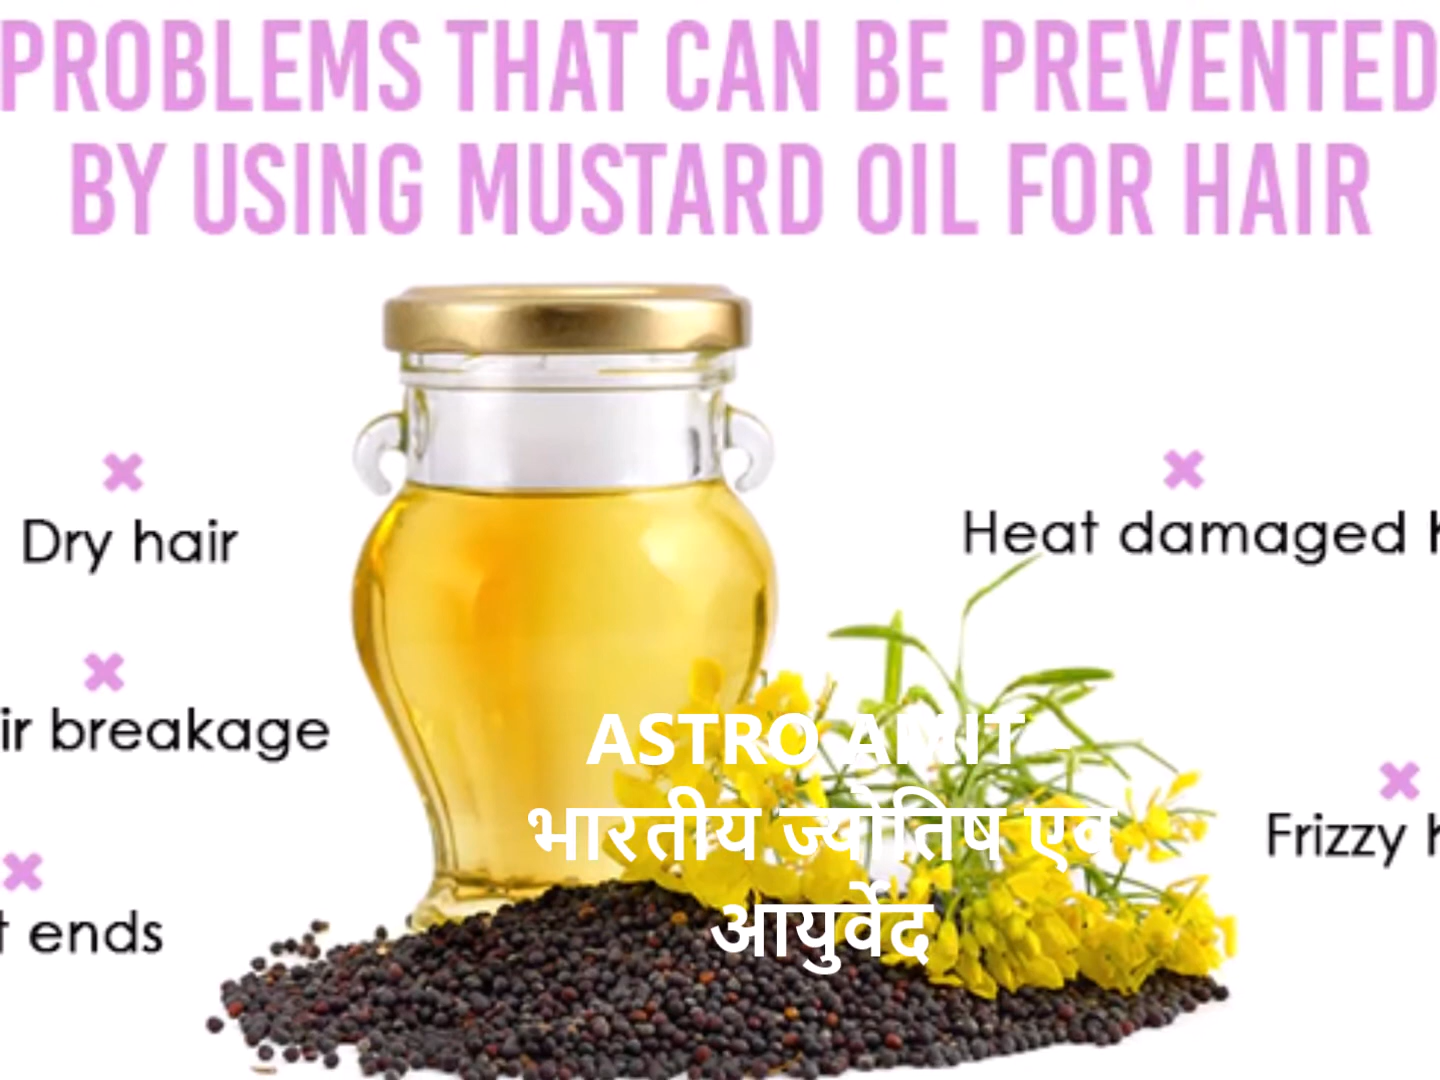 PROBLEMS THAT CAN BE PREVENTED
BY USING MUSTARD OIL FOR HAIR
Dry hair
Heat damaged h
ir breakage
ASTRO AMIT -
भारतीय ज्योतिष एवं
Frizzy h
आयुर्वेद
t ends